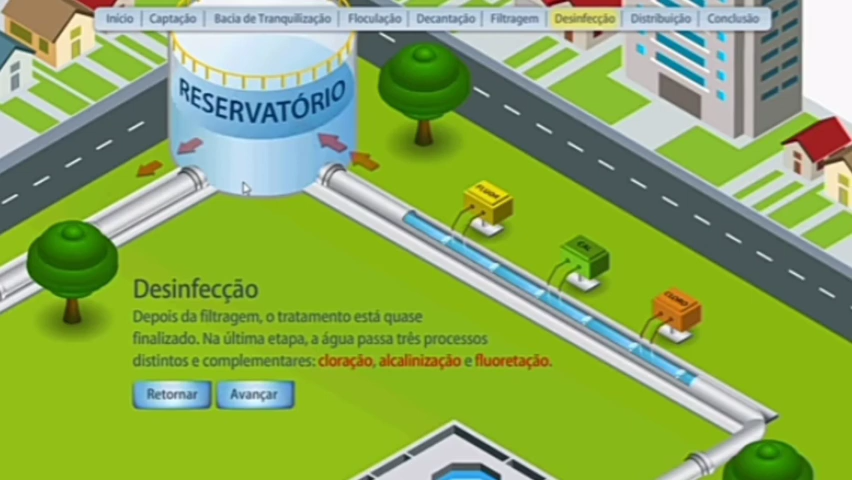 Início | Captação | Bacia de Tranquilização | Floculação | Decantação | Filtragem | Desinfecção | Distribuição | Conclusão
RESERVATÓRIO
FLÚOR
CAL
CLORO
Desinfecção
Depois da filtragem, o tratamento está quase
finalizado. Na última etapa, a água passa três processos
distintos e complementares: cloração, alcalinização e fluoretação.
Retornar Avançar